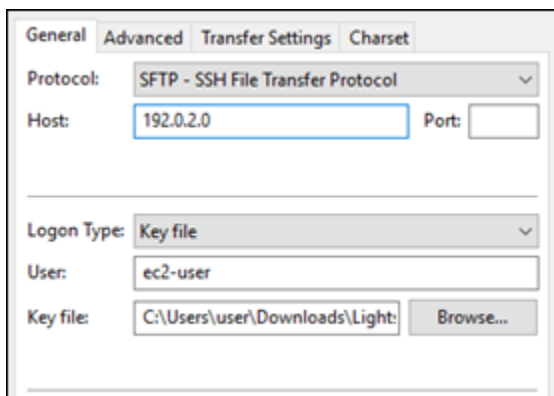 General Advanced Transfer Settings Charset
Protocol: SFTP - SSH File Transfer Protocol
Host: 192.0.2.0 Port:
Logon Type: Key file
User: ec2-user
Key file: C:\Users\user\Downloads\Light: Browse...